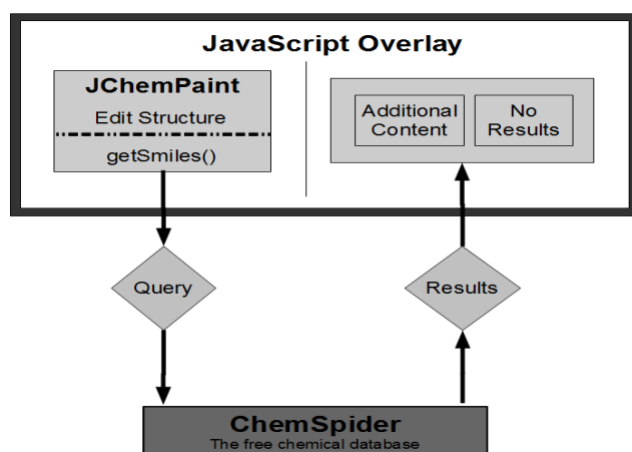 JavaScript Overlay
JChemPaint
Edit Structure
getSmiles()
Additional
Content
No
Results
Query
Results
ChemSpider
The free chemical database